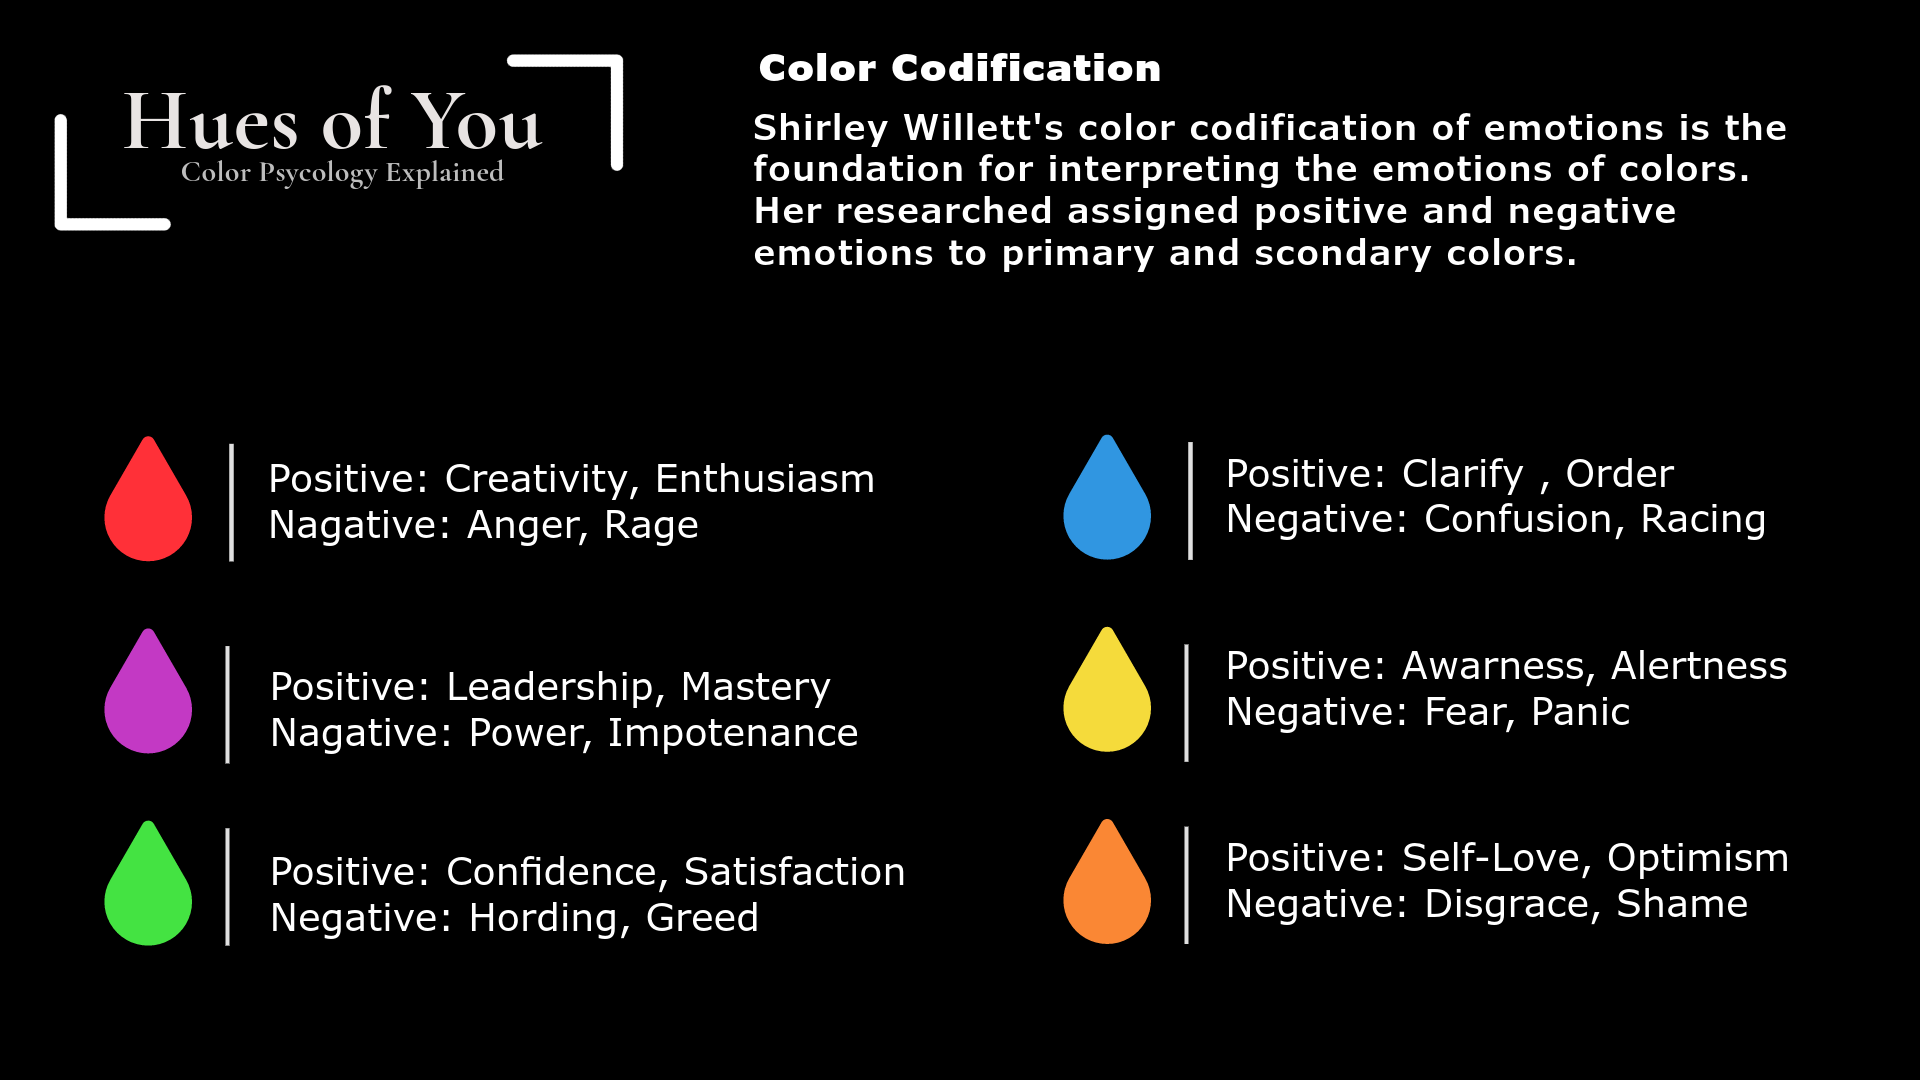 Hues of You
Color Psycology Explained
Color Codification
Shirley Willett's color codification of emotions is the
foundation for interpreting the emotions of colors.
Her researched assigned positive and negative
emotions to primary and scondary colors.
Positive: Creativity, Enthusiasm
Nagative: Anger, Rage
Positive: Clarify , Order
Negative: Confusion, Racing
Positive: Leadership, Mastery
Nagative: Power, Impotenance
Positive: Awarness, Alertness
Negative: Fear, Panic
Positive: Confidence, Satisfaction
Negative: Hording, Greed
Positive: Self-Love, Optimism
Negative: Disgrace, Shame